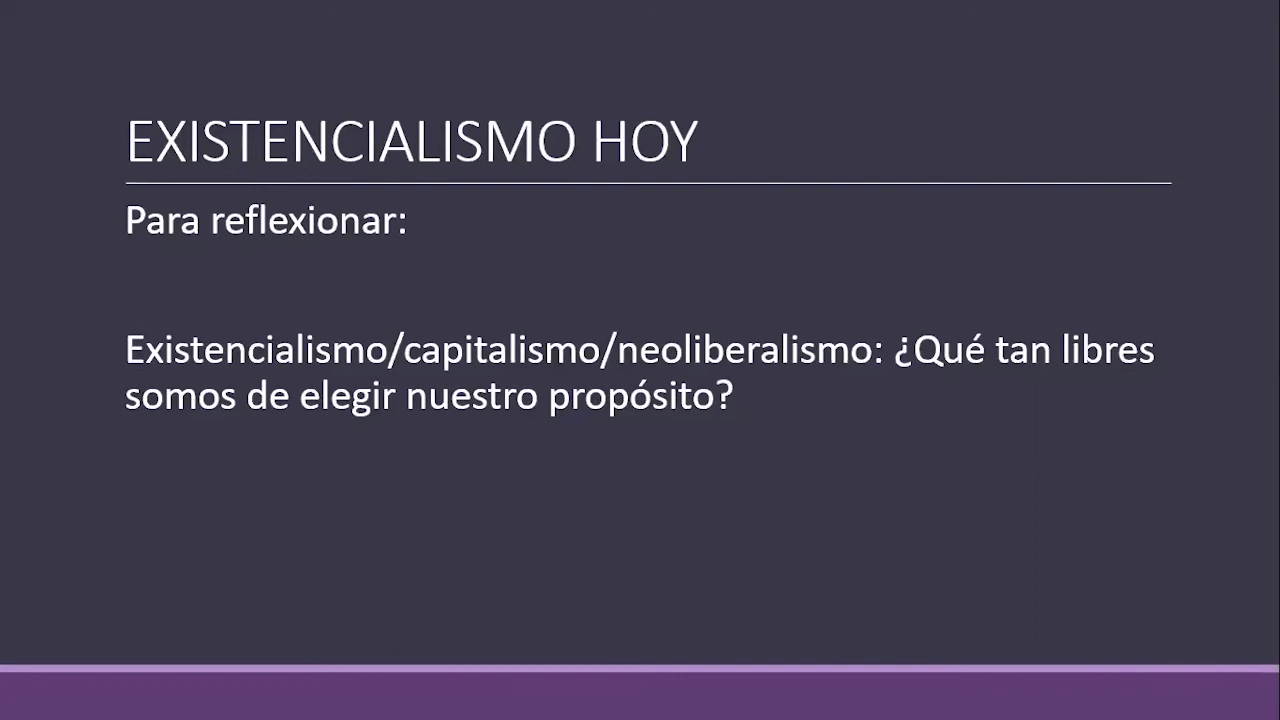 EXISTENCIALISMO HOY
Para reflexionar:
Existencialismo/capitalismo/neoliberalismo: ¿Qué tan libres
somos de elegir nuestro propósito?